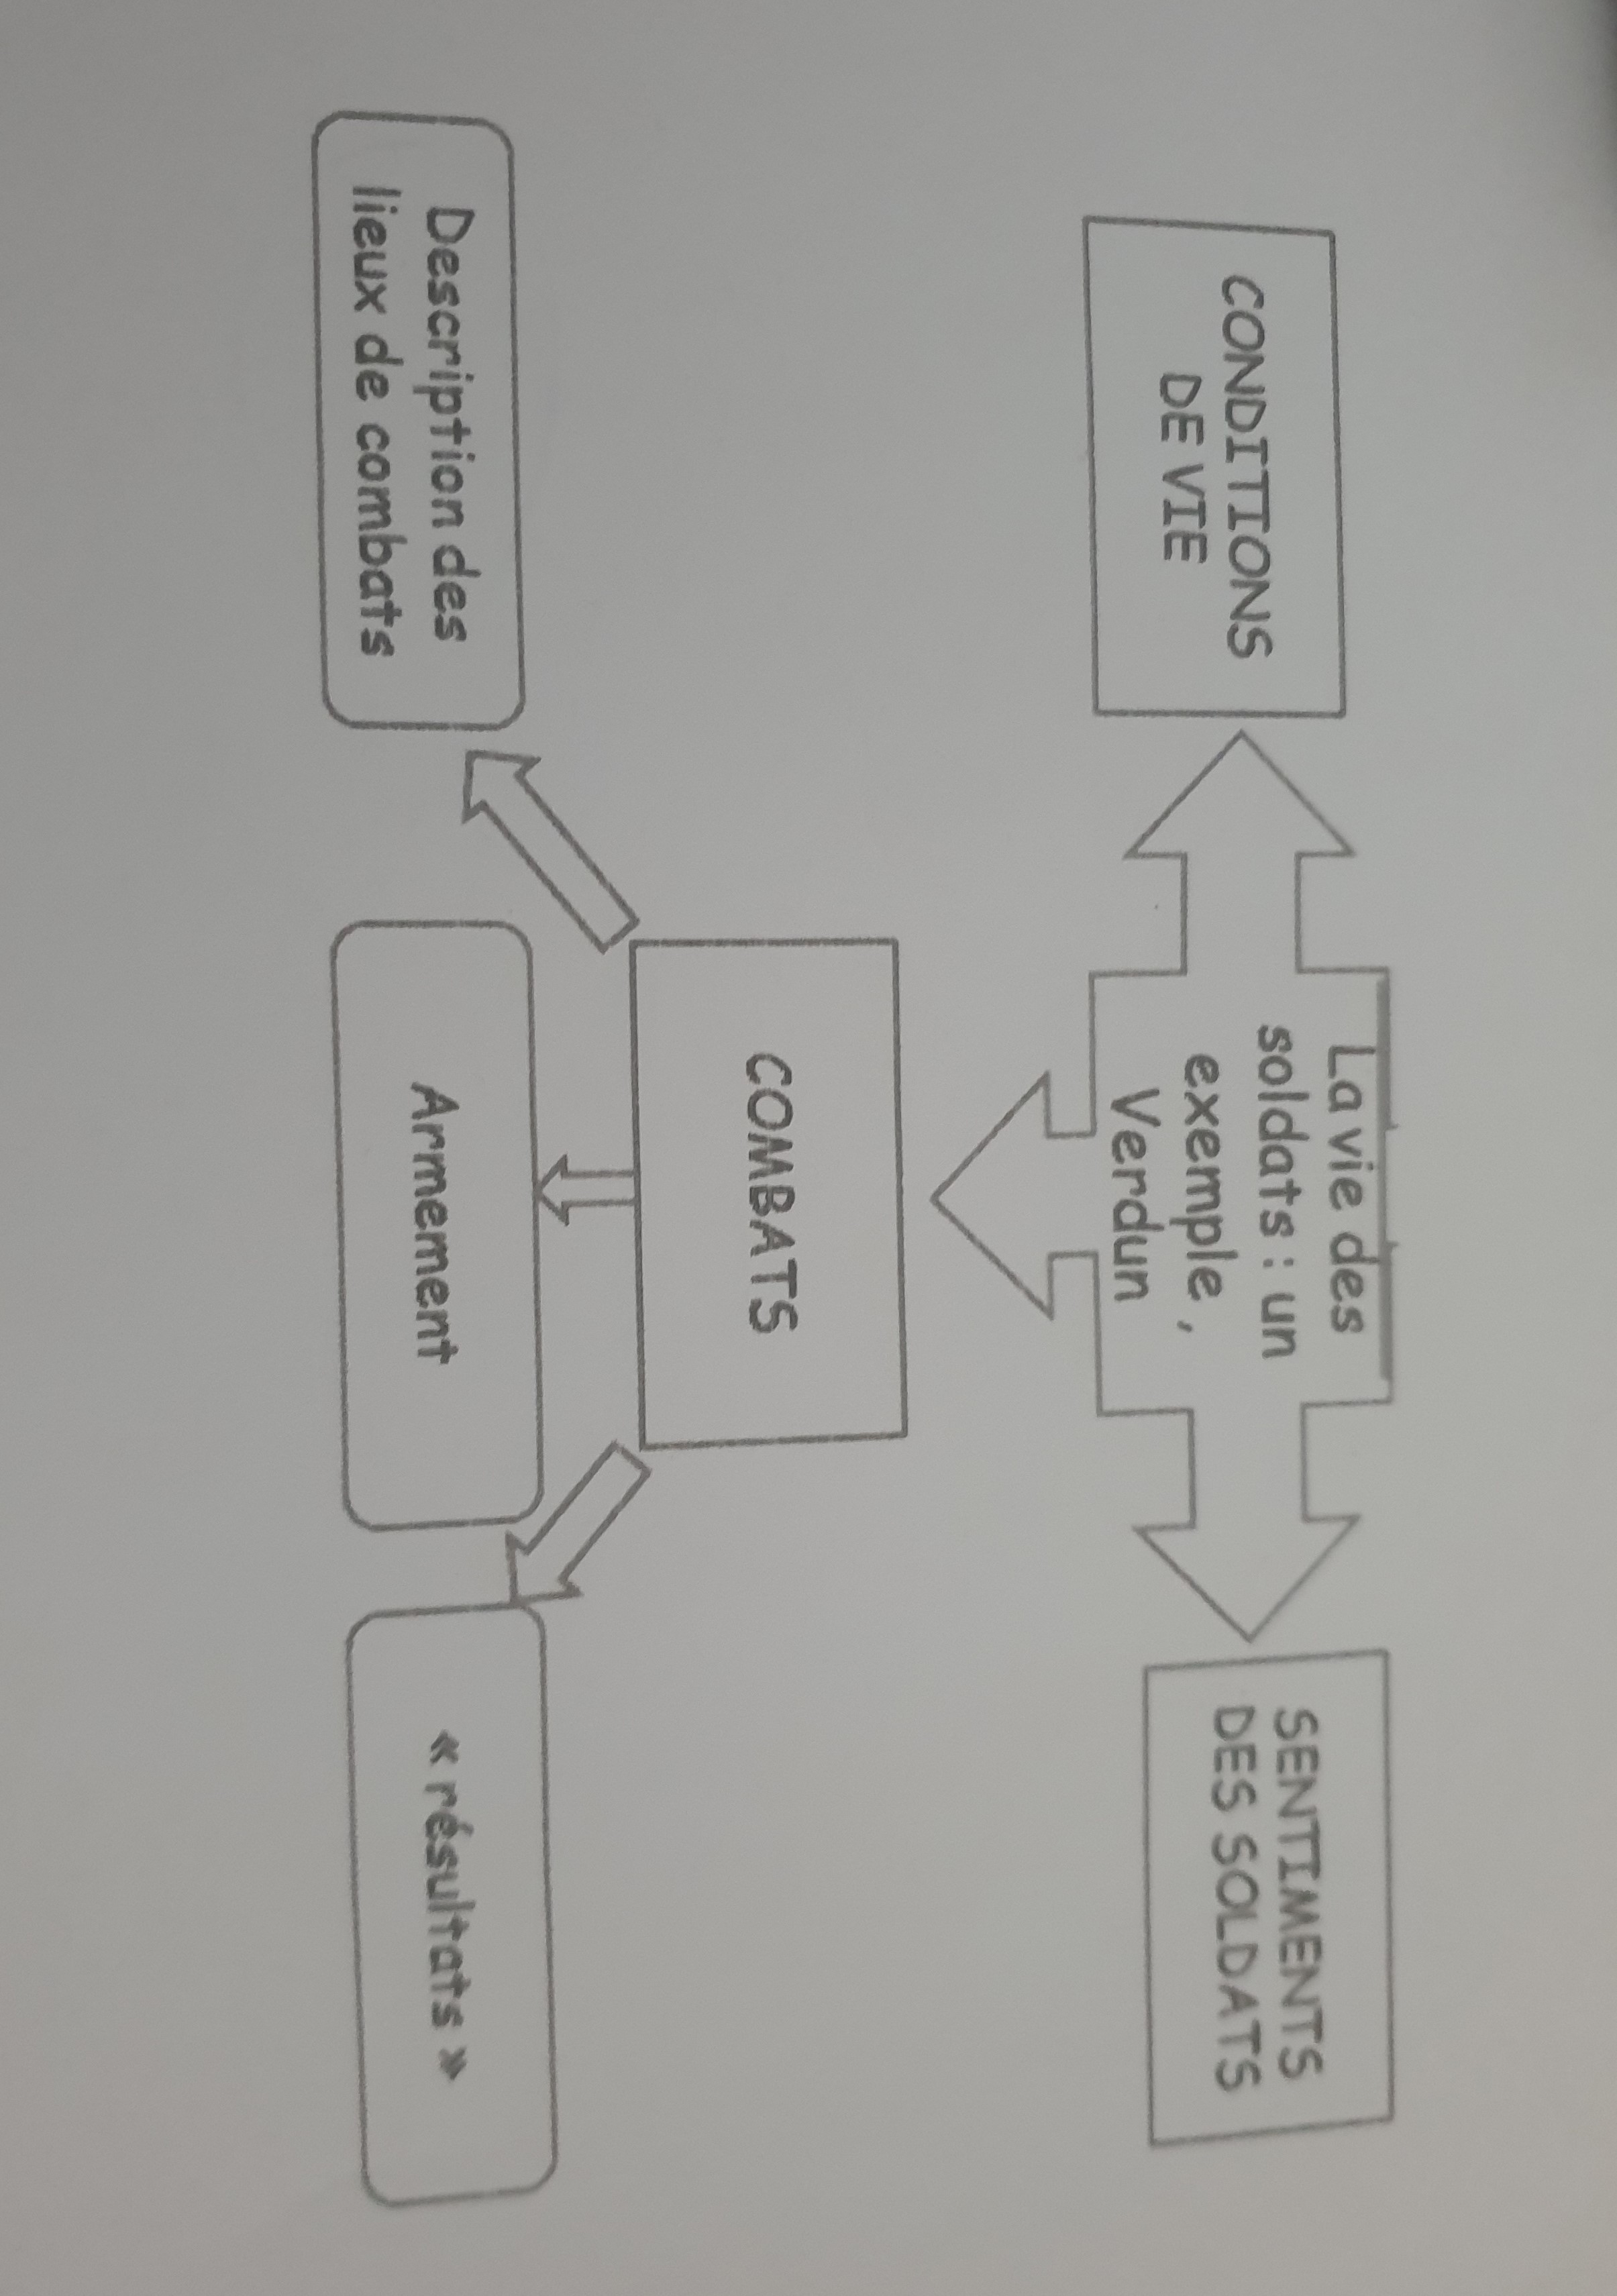 CONDITIONS
DE VIE
La vie des
soldats : un
exemple ,
Verdun
SENTIMENTS
DES SOLDATS
COMBATS
Description des
lieux de combats
Armement
« résultats »